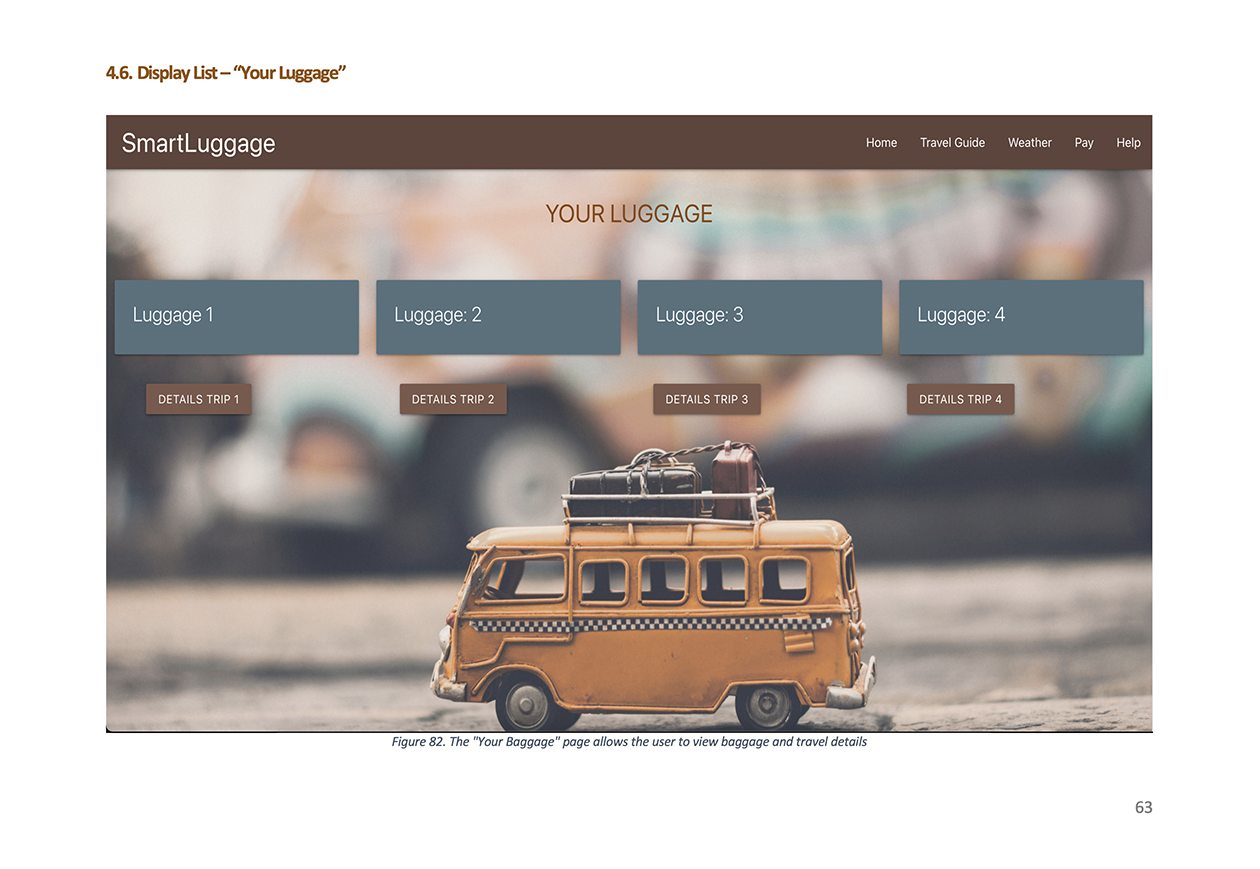 4.6. Display List – “Your Luggage”
SmartLuggage
Home Travel Guide Weather Pay Help
YOUR LUGGAGE
Luggage 1 Luggage: 2 Luggage: 3 Luggage: 4
DETAILS TRIP 1 DETAILS TRIP 2 DETAILS TRIP 3 DETAILS TRIP 4
Figure 82. The "Your Baggage" page allows the user to view baggage and travel details
63